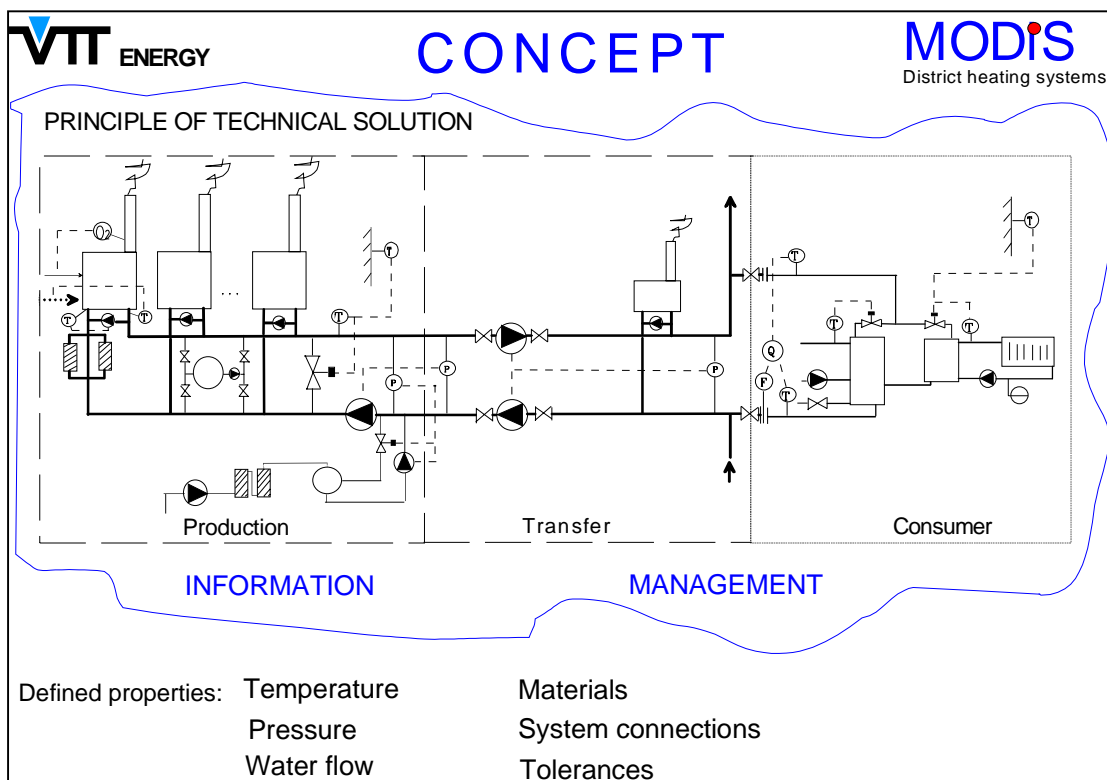 VTT ENERGY
CONCEPT
MODiS
District heating systems
PRINCIPLE OF TECHNICAL SOLUTION
O2
T
T
T
T
...
P
P
P
T
T
T
T
T
Q
F
T
Production
Transfer
Consumer
INFORMATION
MANAGEMENT
Defined properties:
Temperature
Materials
Pressure
System connections
Water flow
Tolerances